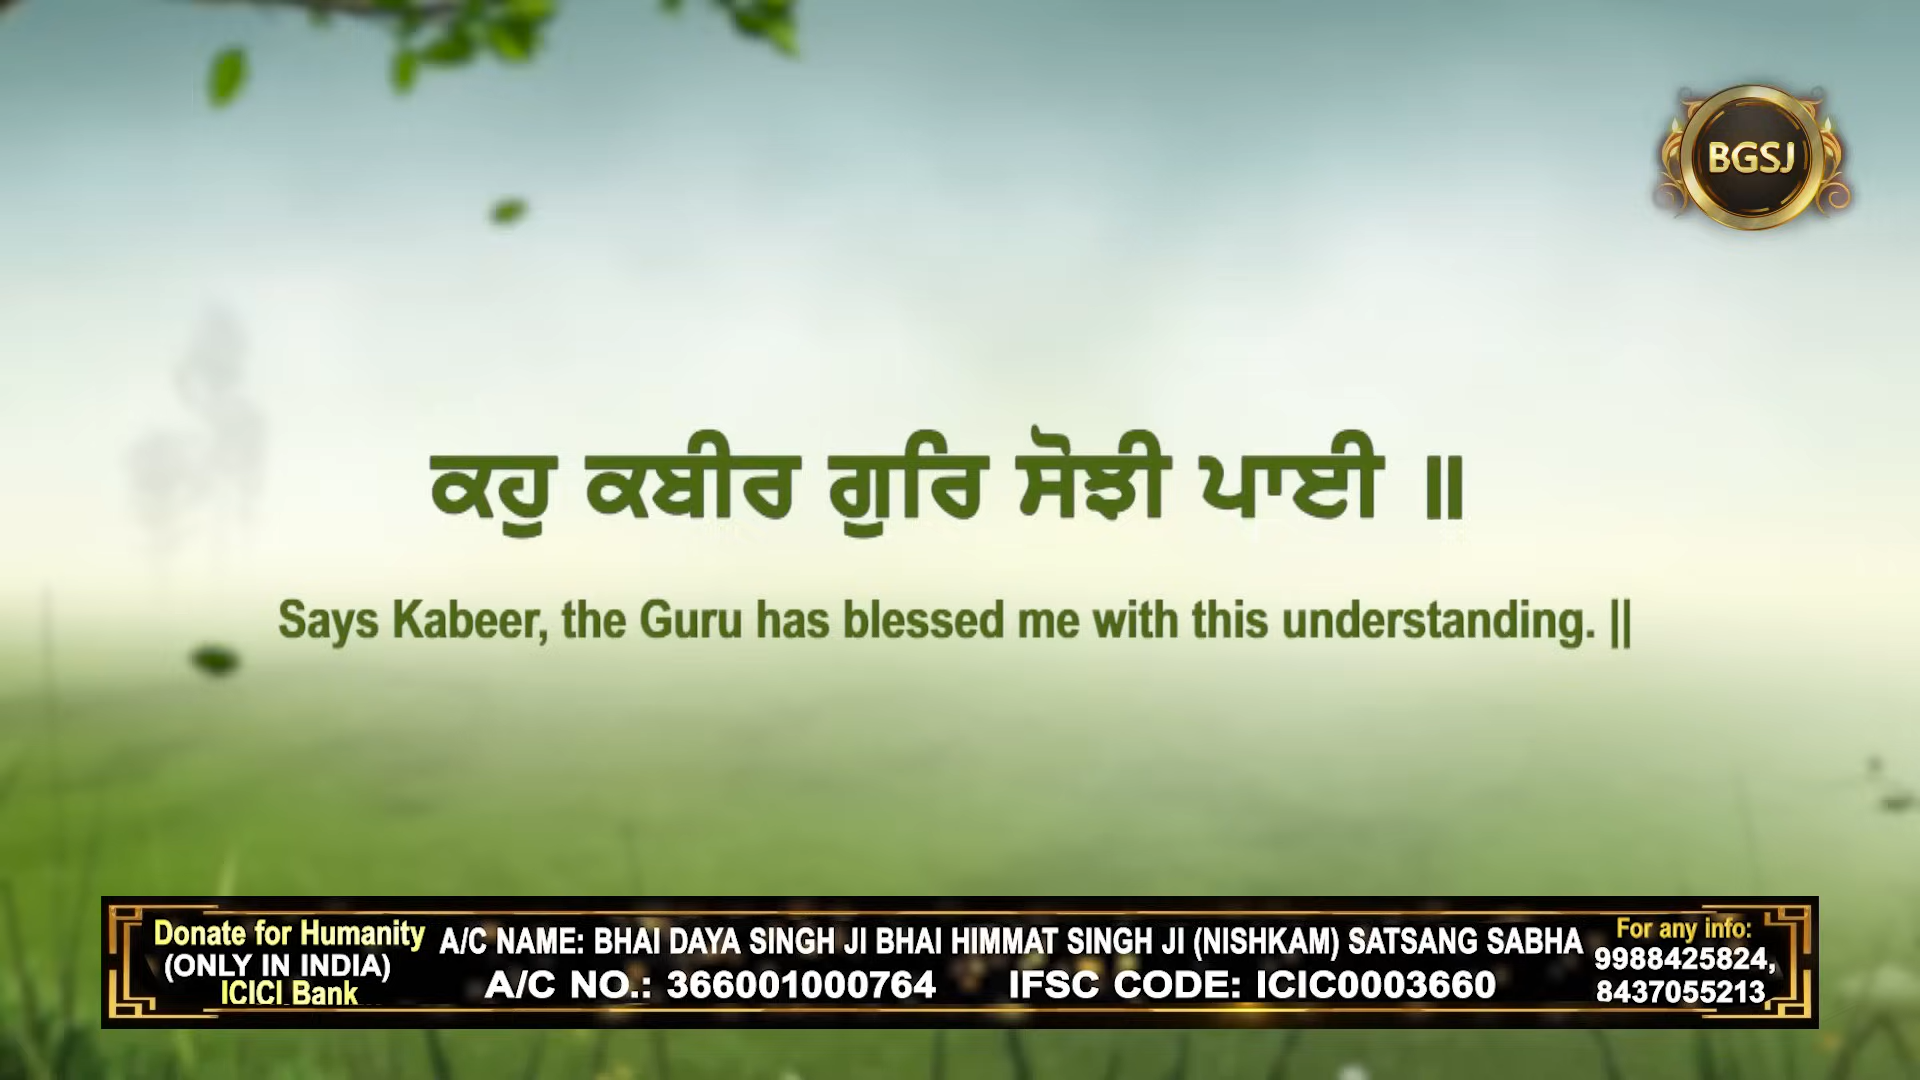 BGSJ
ਕਹੁ ਕਬੀਰ ਗੁਰਿ ਸੋਝੀ ਪਾਈ ॥
Says Kabeer, the Guru has blessed me with this understanding. ||
Donate for Humanity
(ONLY IN INDIA)
ICICI Bank
A/C NAME: BHAI DAYA SINGH JI BHAI HIMMAT SINGH JI (NISHKAM) SATSANG SABHA
A/C NO.: 366001000764 IFSC CODE: ICIC0003660
For any info:
9988425824,
8437055213